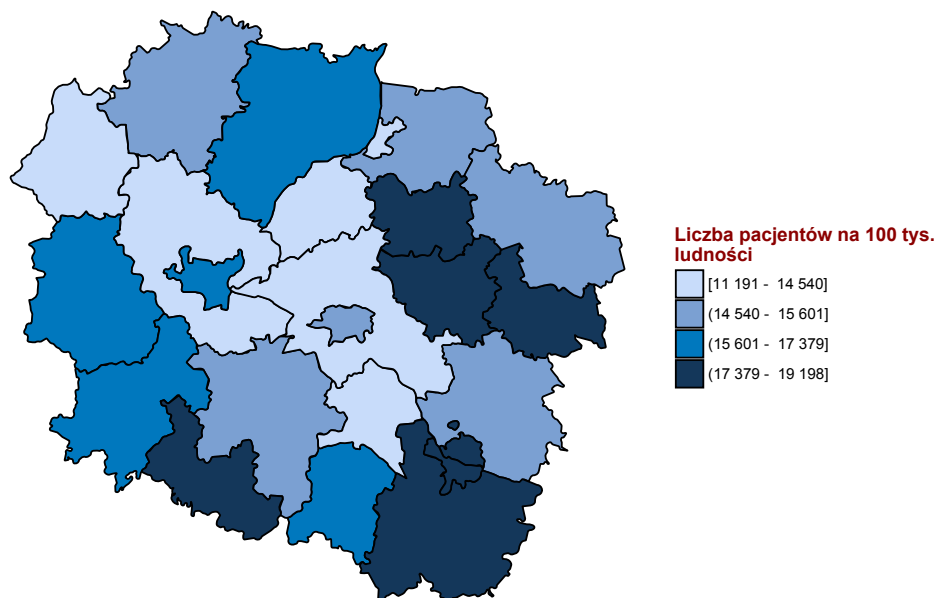 Liczba pacjentów na 100 tys.
ludności
[11 191 - 14 540]
(14 540 - 15 601]
(15 601 - 17 379]
(17 379 - 19 198]